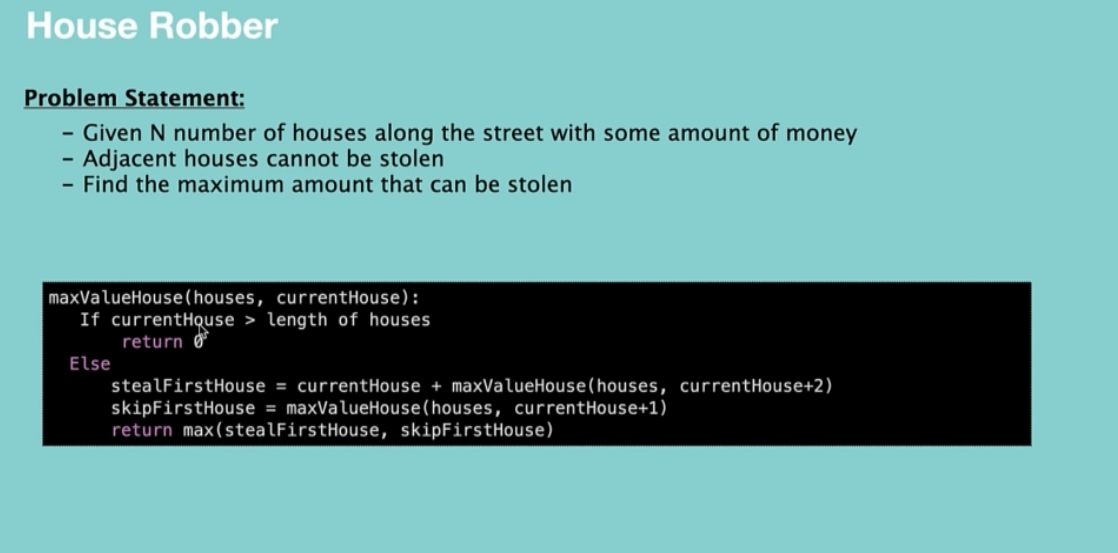 House Robber
Problem Statement:
- Given N number of houses along the street with some amount of money
- Adjacent houses cannot be stolen
- Find the maximum amount that can be stolen
maxValueHouse(houses, currentHouse):
If currentHouse > length of houses
return 0
Else
stealFirstHouse = currentHouse + maxValueHouse(houses, currentHouse+2)
skipFirstHouse = maxValueHouse(houses, currentHouse+1)
return max(stealFirstHouse, skipFirstHouse)